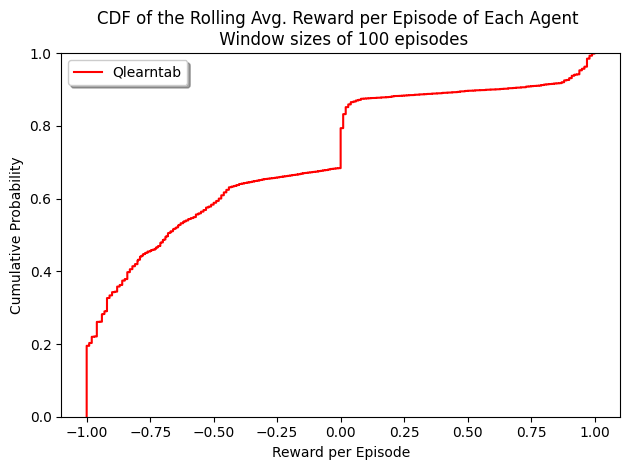 CDF of the Rolling Avg. Reward per Episode of Each Agent
Window sizes of 100 episodes
Qlearntab
1.0
0.8
0.6
0.4
0.2
0.0
Cumulative Probability
−1.00 −0.75 −0.50 −0.25 0.00 0.25 0.50 0.75 1.00
Reward per Episode